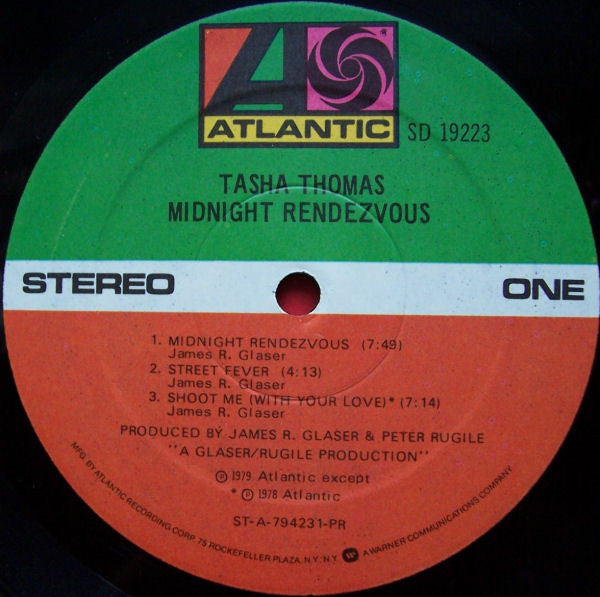 ATLANTIC
SD 19223
TASHA THOMAS
MIDNIGHT RENDEZVOUS
STEREO
ONE
1. MIDNIGHT RENDEZVOUS (7:49)
James R. Glaser
2. STREET FEVER (4:13)
James R. Glaser
3. SHOOT ME (WITH YOUR LOVE)* (7:14)
James R. Glaser
PRODUCED BY JAMES R. GLASER & PETER RUGILE
"A GLASER/RUGILE PRODUCTION"
℗ 1979 Atlantic except
* ℗ 1978 Atlantic
ST-A-794231-PR
MFG. BY ATLANTIC RECORDING CORP. 75 ROCKEFELLER PLAZA, N.Y. N.Y. A WARNER COMMUNICATIONS COMPANY